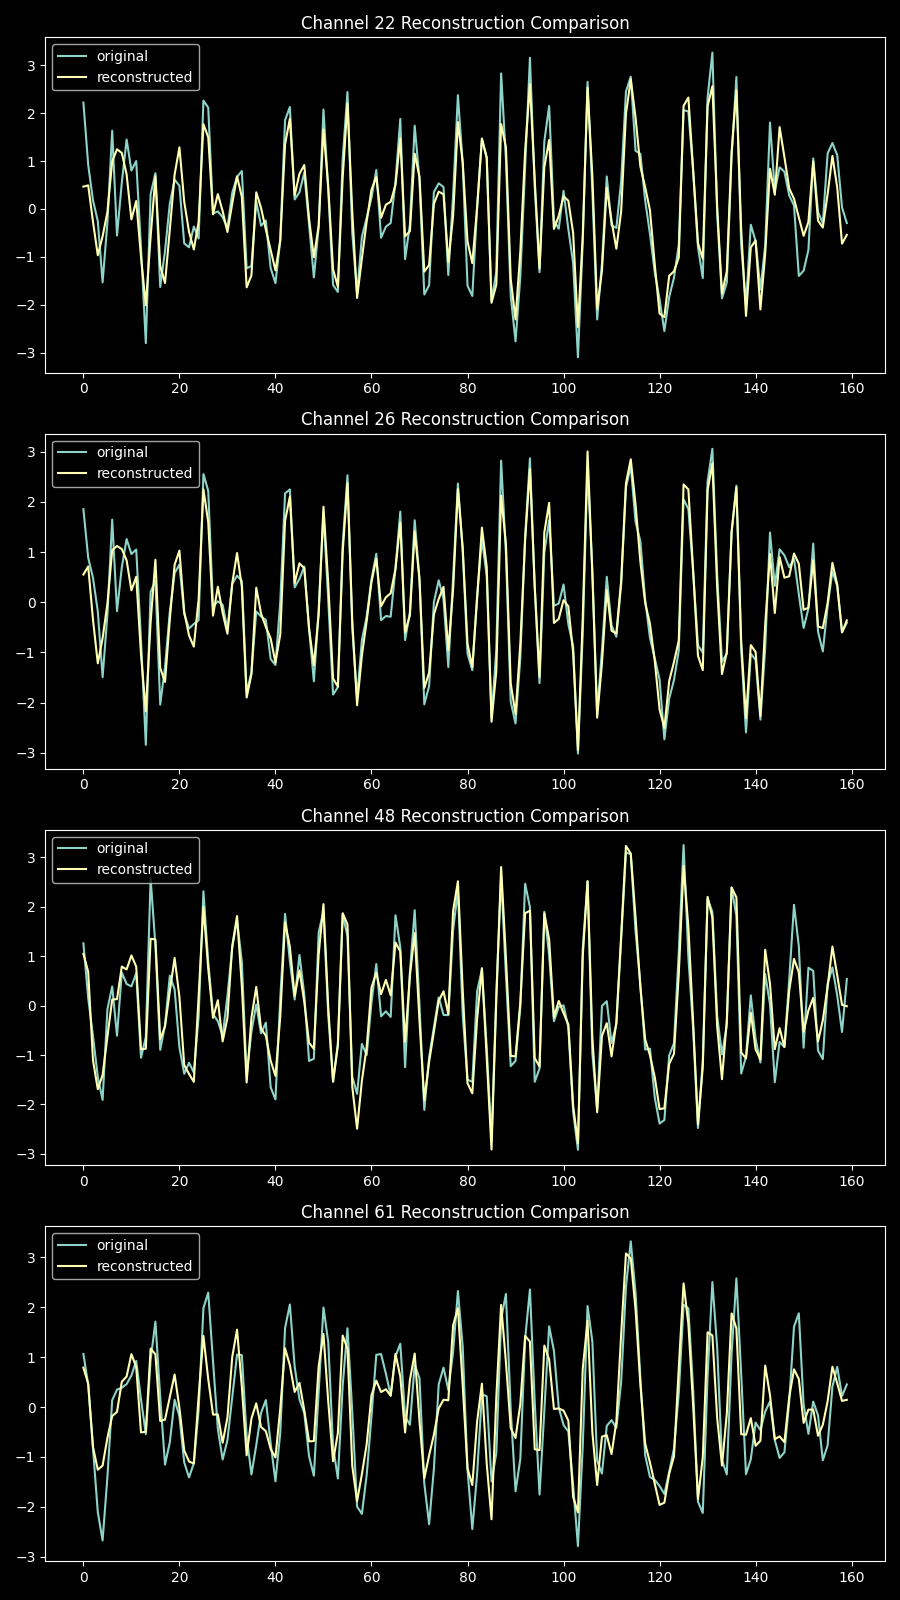 Channel 22 Reconstruction Comparison
original
reconstructed
3
2
1
0
−1
−2
−3
0 20 40 60 80 100 120 140 160
Channel 26 Reconstruction Comparison
original
reconstructed
3
2
1
0
−1
−2
−3
0 20 40 60 80 100 120 140 160
Channel 48 Reconstruction Comparison
original
reconstructed
3
2
1
0
−1
−2
−3
0 20 40 60 80 100 120 140 160
Channel 61 Reconstruction Comparison
original
reconstructed
3
2
1
0
−1
−2
−3
0 20 40 60 80 100 120 140 160